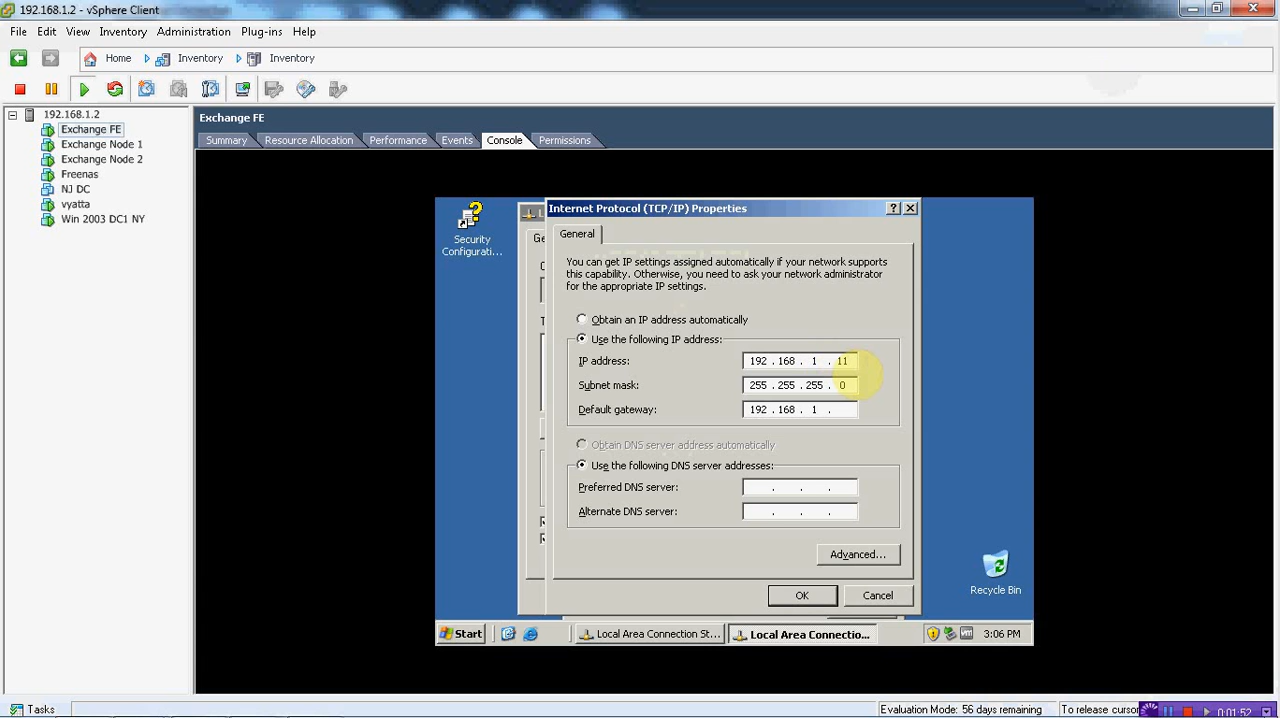 192.168.1.2 - vSphere Client
File Edit View Inventory Administration Plug-ins Help
Home Inventory Inventory
192.168.1.2
Exchange FE
Exchange Node 1
Exchange Node 2
Freenas
NJ DC
vyatta
Win 2003 DC1 NY
Exchange FE
Summary Resource Allocation Performance Events Console Permissions
Security
Configurati...
Internet Protocol (TCP/IP) Properties
General
You can get IP settings assigned automatically if your network supports
this capability. Otherwise, you need to ask your network administrator
for the appropriate IP settings.
Obtain an IP address automatically
Use the following IP address:
IP address: 192 . 168 . 1 . 11
Subnet mask: 255 . 255 . 255 . 0
Default gateway: 192 . 168 . 1 .
Obtain DNS server address automatically
Use the following DNS server addresses:
Preferred DNS server: . . .
Alternate DNS server: . . .
Advanced...
OK Cancel
Recycle Bin
Start Local Area Connection St... Local Area Connectio... 3:06 PM
Tasks Evaluation Mode: 56 days remaining To release cursor 0:01:52